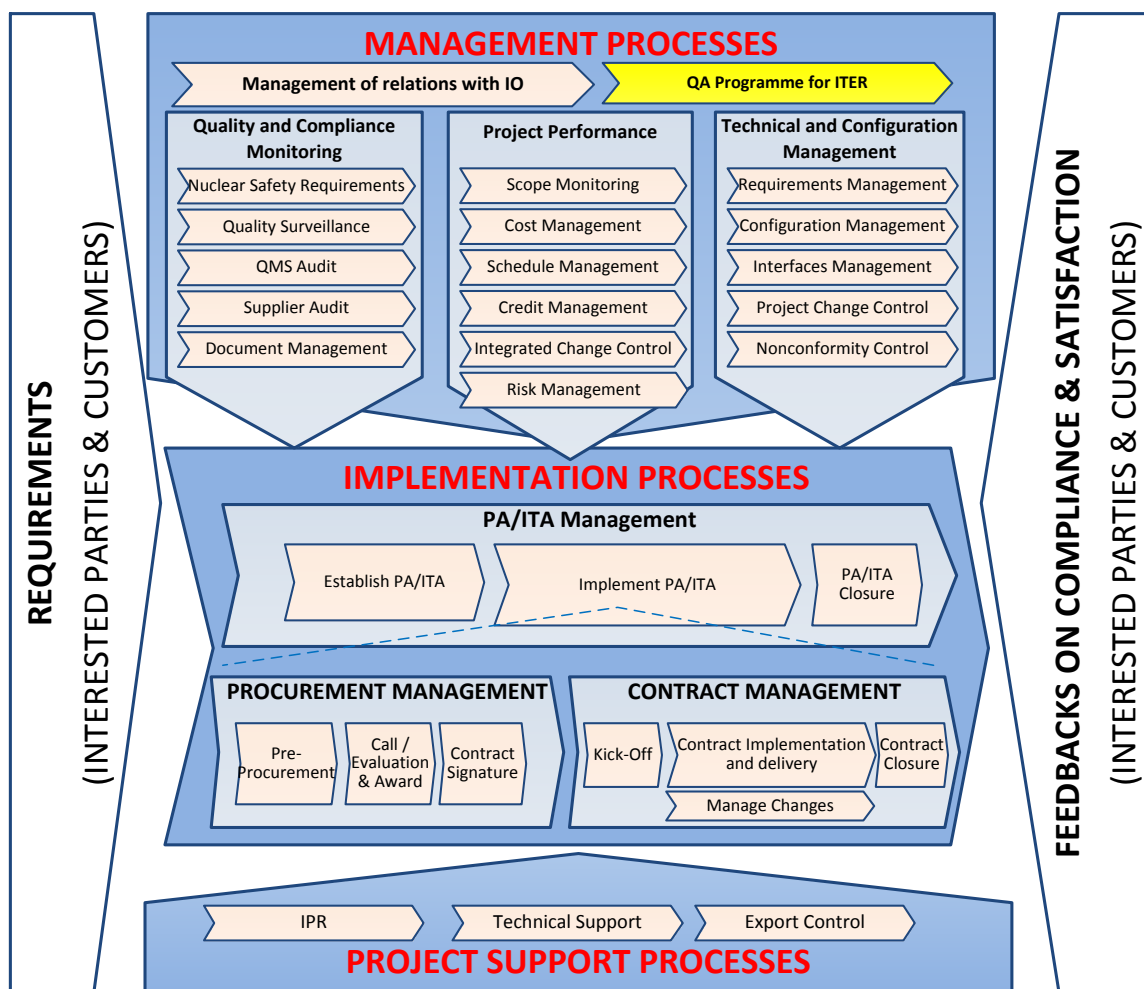 REQUIREMENTS
(INTERESTED PARTIES & CUSTOMERS)
MANAGEMENT PROCESSES
Management of relations with IO
QA Programme for ITER
Quality and Compliance
Monitoring
Nuclear Safety Requirements
Quality Surveillance
QMS Audit
Supplier Audit
Document Management
Project Performance
Scope Monitoring
Cost Management
Schedule Management
Credit Management
Integrated Change Control
Risk Management
Technical and Configuration
Management
Requirements Management
Configuration Management
Interfaces Management
Project Change Control
Nonconformity Control
IMPLEMENTATION PROCESSES
PA/ITA Management
Establish PA/ITA
Implement PA/ITA
PA/ITA
Closure
PROCUREMENT MANAGEMENT
Pre-
Procurement
Call /
Evaluation
& Award
Contract
Signature
CONTRACT MANAGEMENT
Kick-Off
Contract Implementation
and delivery
Contract
Closure
Manage Changes
IPR
Technical Support
Export Control
PROJECT SUPPORT PROCESSES
FEEDBACKS ON COMPLIANCE & SATISFACTION
(INTERESTED PARTIES & CUSTOMERS)